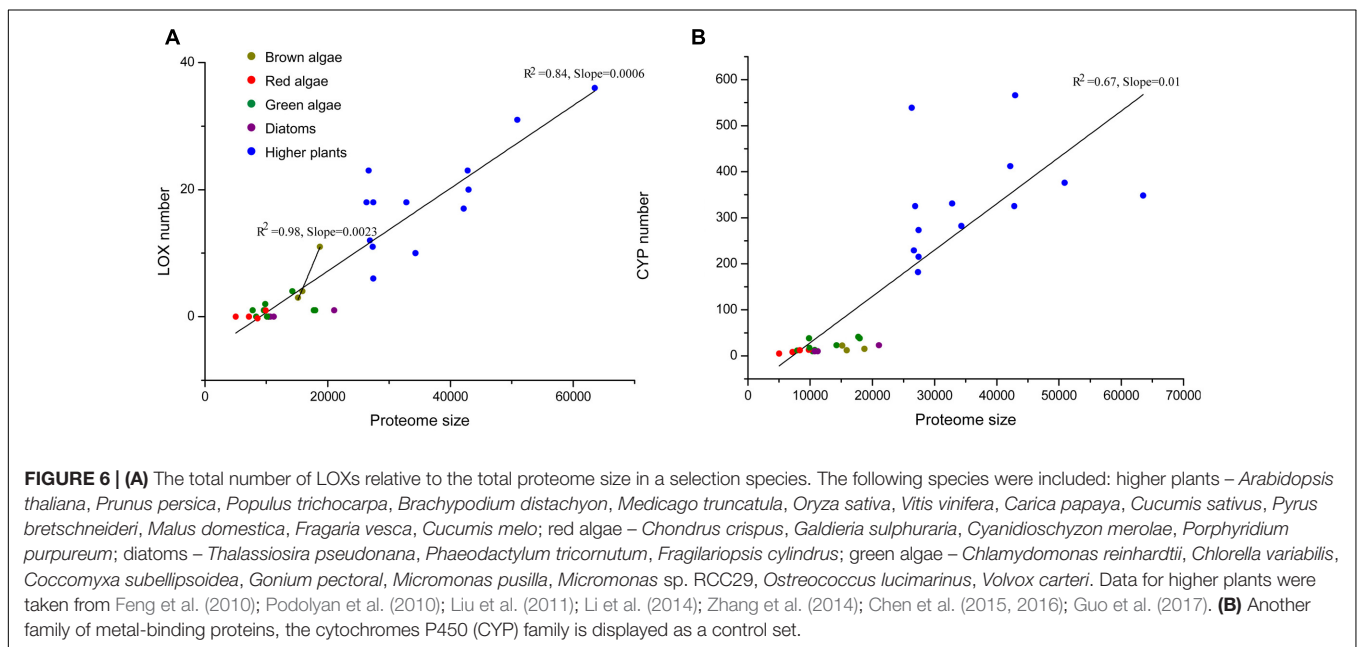 A
Brown algae
Red algae
Green algae
Diatoms
Higher plants
R2 =0.84, Slope=0.0006
R2 =0.98, Slope=0.0023
LOX number
40
20
0
0
20000
40000
60000
Proteome size
B
R2 =0.67, Slope=0.01
CYP number
600
500
400
300
200
100
0
0
10000
20000
30000
40000
50000
60000
70000
Proteome size
FIGURE 6 | (A) The total number of LOXs relative to the total proteome size in a selection species. The following species were included: higher plants – Arabidopsis
thaliana, Prunus persica, Populus trichocarpa, Brachypodium distachyon, Medicago truncatula, Oryza sativa, Vitis vinifera, Carica papaya, Cucumis sativus, Pyrus
bretschneideri, Malus domestica, Fragaria vesca, Cucumis melo; red algae – Chondrus crispus, Galdieria sulphuraria, Cyanidioschyzon merolae, Porphyridium
purpureum; diatoms – Thalassiosira pseudonana, Phaeodactylum tricornutum, Fragilariopsis cylindrus; green algae – Chlamydomonas reinhardtii, Chlorella variabilis,
Coccomyxa subellipsoidea, Gonium pectoral, Micromonas pusilla, Micromonas sp. RCC29, Ostreococcus lucimarinus, Volvox carteri. Data for higher plants were
taken from Feng et al. (2010); Podolyan et al. (2010); Liu et al. (2011); Li et al. (2014); Zhang et al. (2014); Chen et al. (2015, 2016); Guo et al. (2017). (B) Another
family of metal-binding proteins, the cytochromes P450 (CYP) family is displayed as a control set.